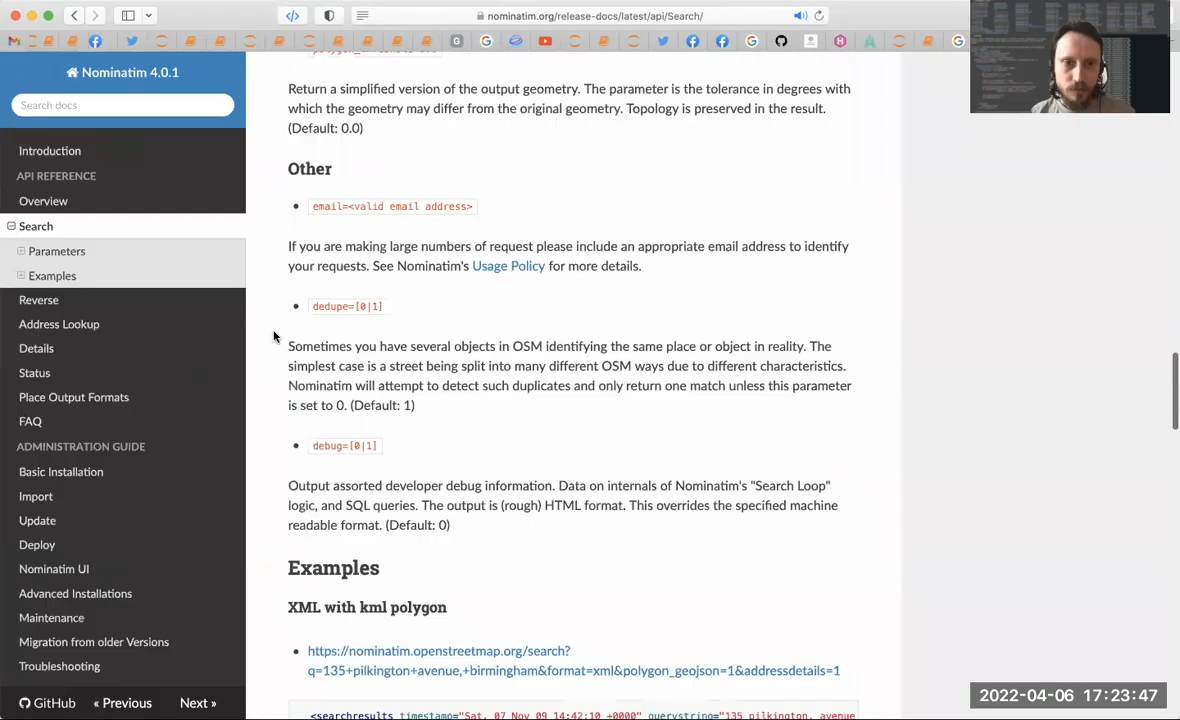 nominatim.org/release-docs/latest/api/Search/
Nominatim 4.0.1
Search docs
Introduction
API REFERENCE
Overview
Search
Parameters
Examples
Reverse
Address Lookup
Details
Status
Place Output Formats
FAQ
ADMINISTRATION GUIDE
Basic Installation
Import
Update
Deploy
Nominatim UI
Advanced Installations
Maintenance
Migration from older Versions
Troubleshooting
GitHub « Previous Next »
Return a simplified version of the output geometry. The parameter is the tolerance in degrees with
which the geometry may differ from the original geometry. Topology is preserved in the result.
(Default: 0.0)
Other
email=<valid email address>
If you are making large numbers of request please include an appropriate email address to identify
your requests. See Nominatim's Usage Policy for more details.
dedupe=[0|1]
Sometimes you have several objects in OSM identifying the same place or object in reality. The
simplest case is a street being split into many different OSM ways due to different characteristics.
Nominatim will attempt to detect such duplicates and only return one match unless this parameter
is set to 0. (Default: 1)
debug=[0|1]
Output assorted developer debug information. Data on internals of Nominatim's "Search Loop"
logic, and SQL queries. The output is (rough) HTML format. This overrides the specified machine
readable format. (Default: 0)
Examples
XML with kml polygon
https://nominatim.openstreetmap.org/search?
q=135+pilkington+avenue,+birmingham&format=xml&polygon_geojson=1&addressdetails=1
<searchresults timestamp="Sat, 07 Nov 09 14:42:10 +0000" querystring="135 pilkington, avenue
2022-04-06 17:23:47